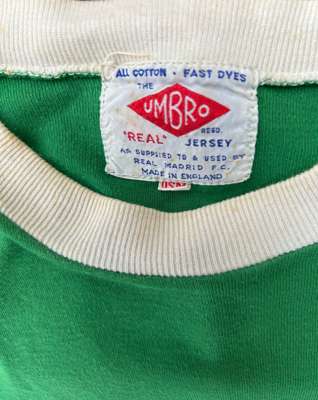 ALL COTTON · FAST DYES
THE
UMBRO
REGD.
"REAL" JERSEY
AS SUPPLIED TO & USED BY
REAL MADRID F.C.
MADE IN ENGLAND